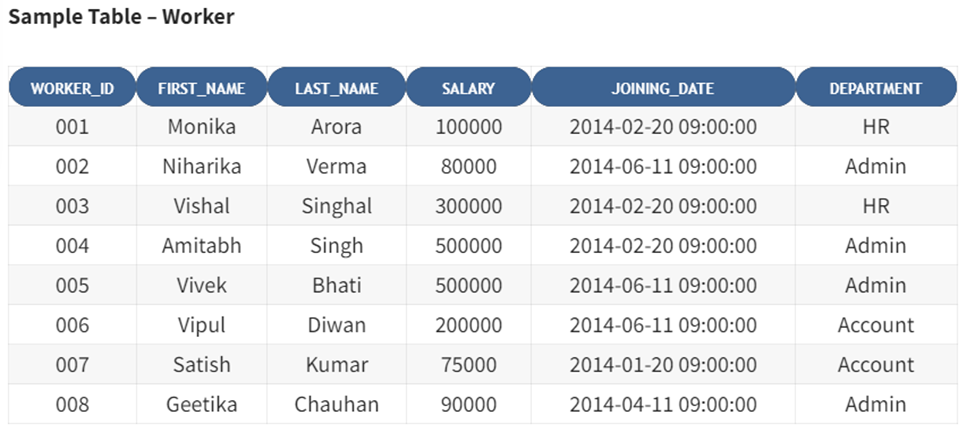 Sample Table – Worker
WORKER_ID FIRST_NAME LAST_NAME SALARY JOINING_DATE DEPARTMENT
001 Monika Arora 100000 2014-02-20 09:00:00 HR
002 Niharika Verma 80000 2014-06-11 09:00:00 Admin
003 Vishal Singhal 300000 2014-02-20 09:00:00 HR
004 Amitabh Singh 500000 2014-02-20 09:00:00 Admin
005 Vivek Bhati 500000 2014-06-11 09:00:00 Admin
006 Vipul Diwan 200000 2014-06-11 09:00:00 Account
007 Satish Kumar 75000 2014-01-20 09:00:00 Account
008 Geetika Chauhan 90000 2014-04-11 09:00:00 Admin